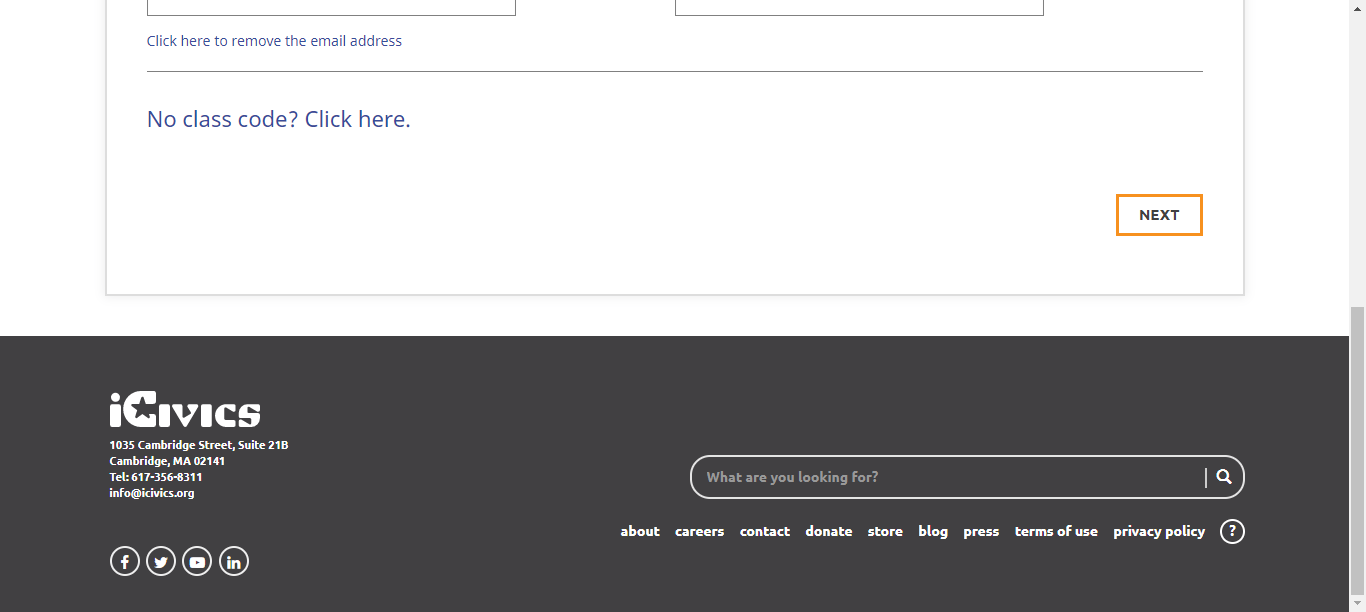 Click here to remove the email address
No class code? Click here.
NEXT
iCIVICS
1035 Cambridge Street, Suite 21B
Cambridge, MA 02141
Tel: 617-356-8311
info@icivics.org
What are you looking for?
about careers contact donate store blog press terms of use privacy policy ?